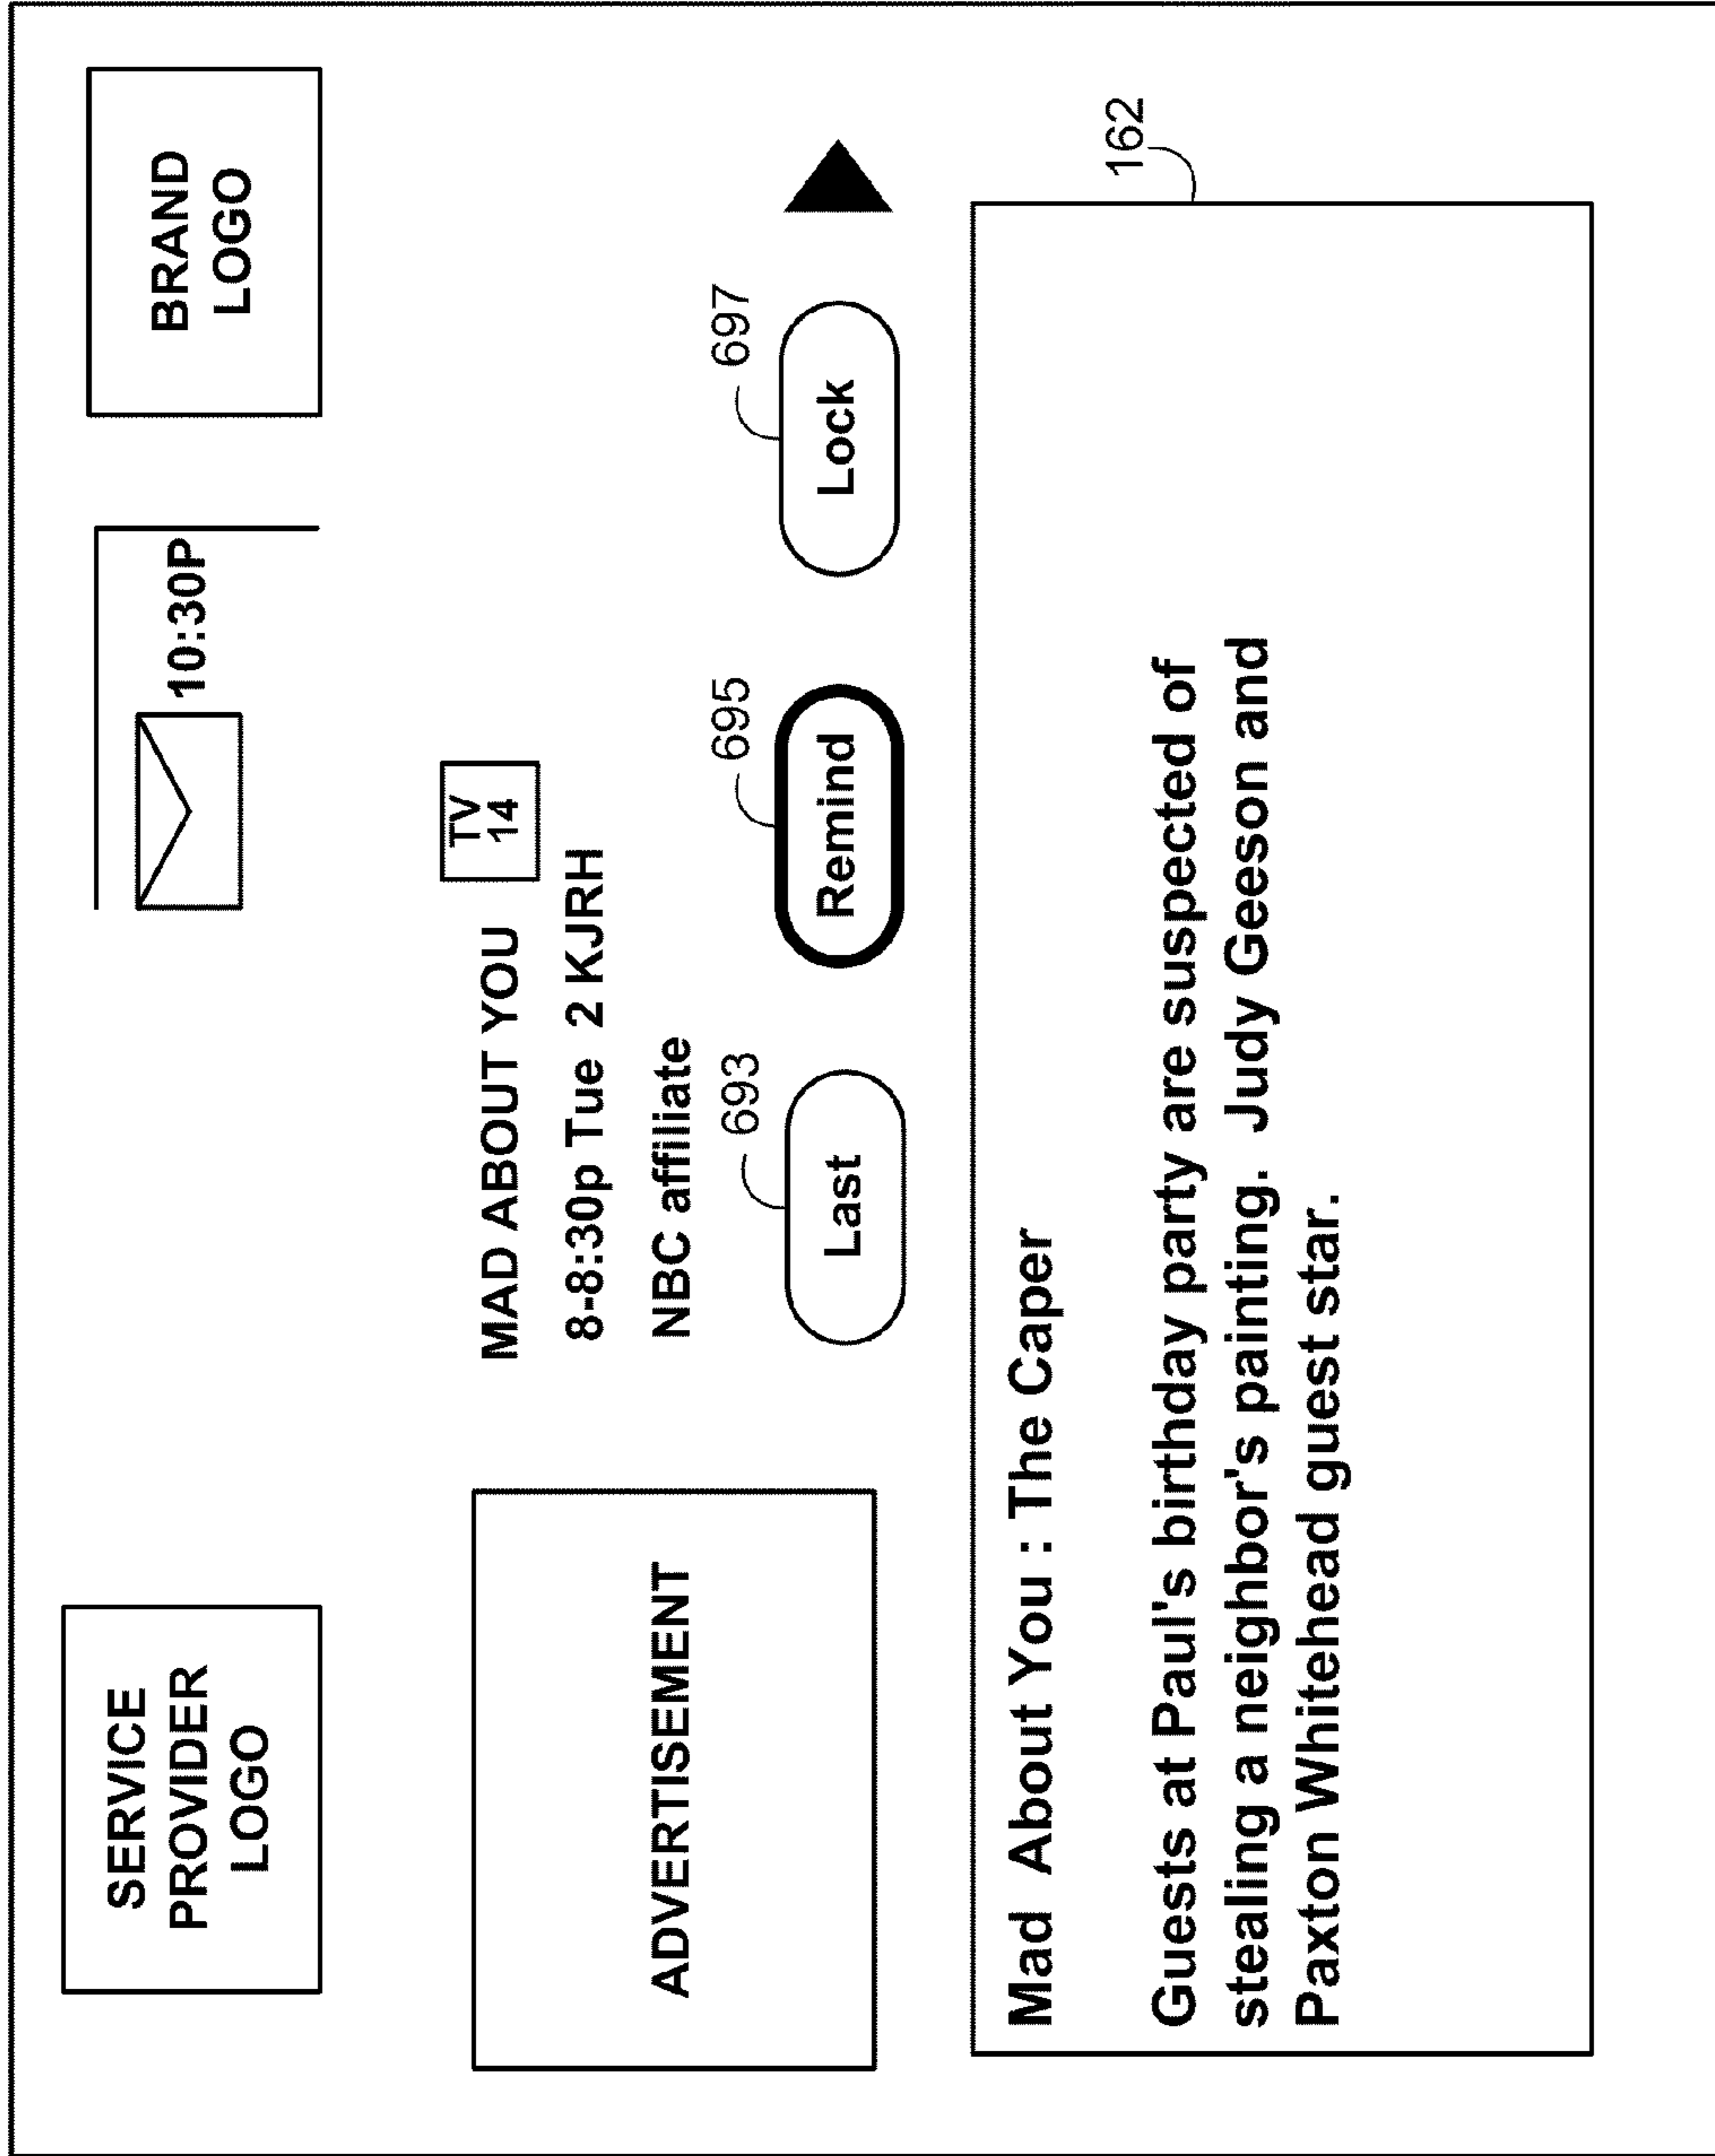 SERVICE
PROVIDER
LOGO
10:30P
BRAND
LOGO
ADVERTISEMENT
MAD ABOUT YOU
TV
14
8-8:30p Tue 2 KJRH
NBC affiliate
693
695
697
Last
Remind
Lock
162
Mad About You : The Caper
Guests at Paul's birthday party are suspected of
stealing a neighbor's painting. Judy Geeson and
Paxton Whitehead guest star.